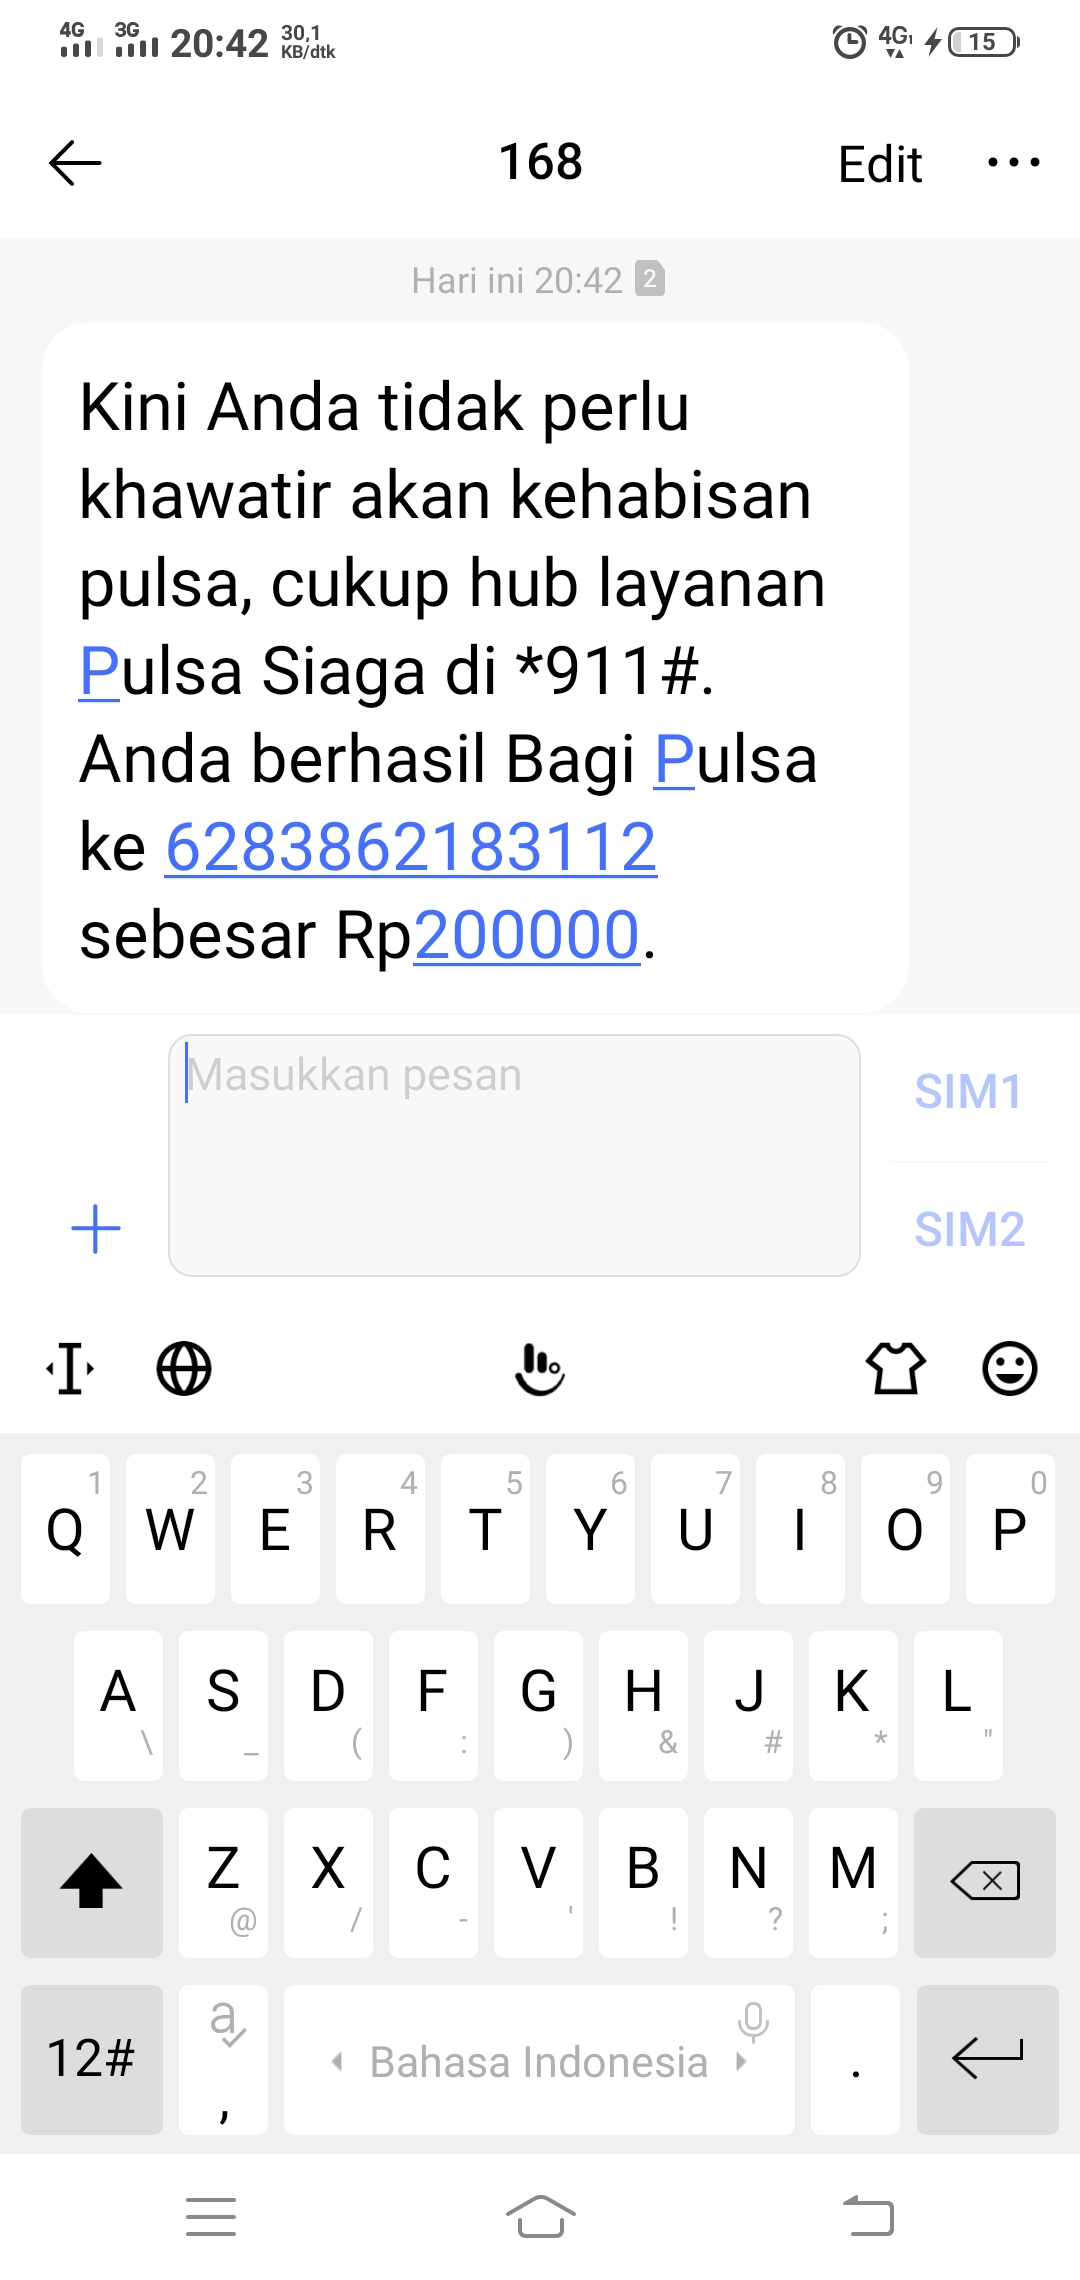 4G 3G 20:42 30,1 KB/dtk 4G1 15
168 Edit
Hari ini 20:42 2
Kini Anda tidak perlu
khawatir akan kehabisan
pulsa, cukup hub layanan
Pulsa Siaga di *911#.
Anda berhasil Bagi Pulsa
ke 6283862183112
sebesar Rp200000.
Masukkan pesan
SIM1
SIM2
1 2 3 4 5 6 7 8 9 0
Q W E R T Y U I O P
A S D F G H J K L
\ _ ( : ) & # * "
Z X C V B N M
@ / - ' ! ? ;
12# a , Bahasa Indonesia .